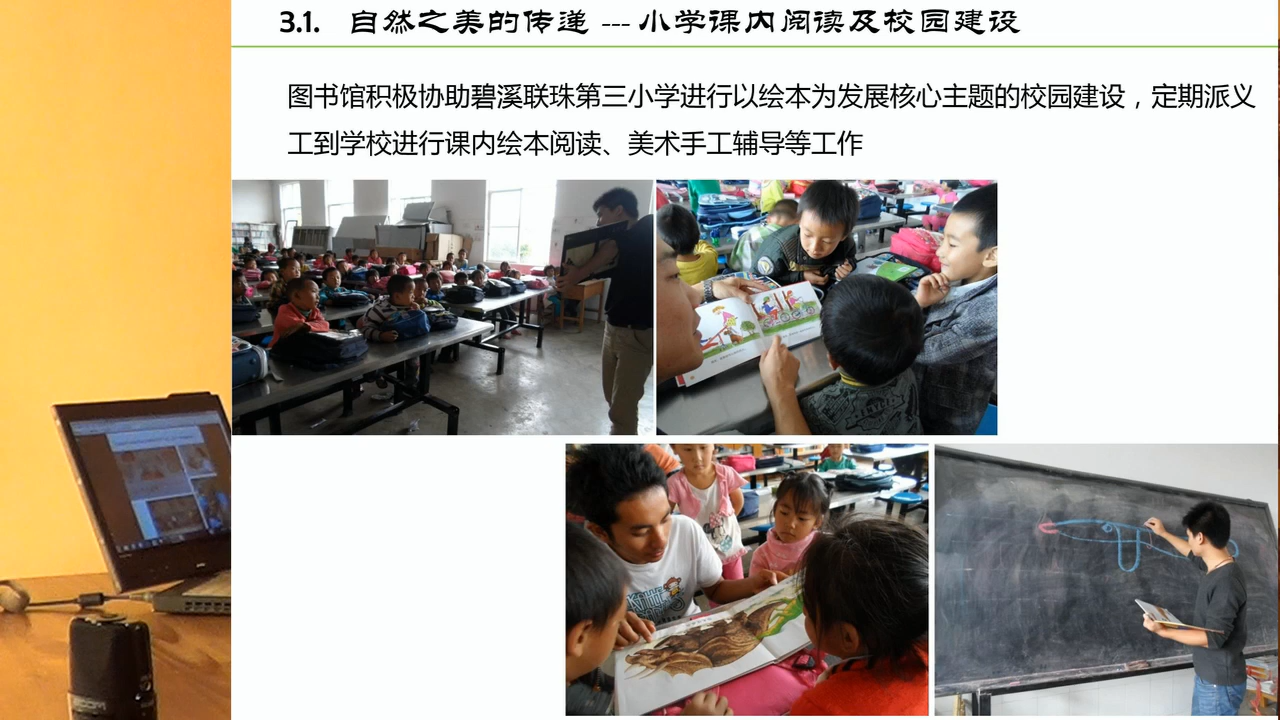 3.1. 自然之美的传递 --- 小学课内阅读及校园建设
图书馆积极协助碧溪联珠第三小学进行以绘本为发展核心主题的校园建设，定期派义
工到学校进行课内绘本阅读、美术手工辅导等工作